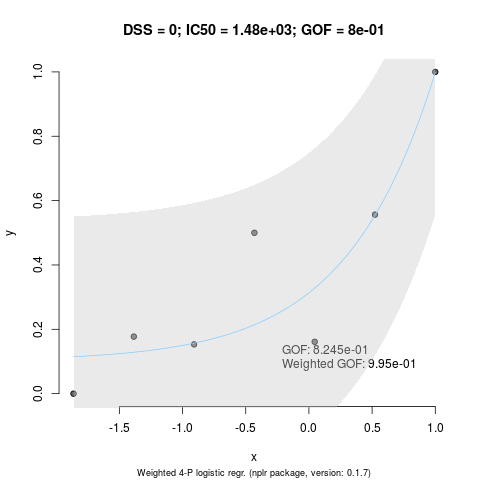 DSS = 0; IC50 = 1.48e+03; GOF = 8e-01
1.0
0.8
0.6
0.4
0.2
0.0
y
GOF: 8.245e-01
Weighted GOF: 9.95e-01
-1.5 -1.0 -0.5 0.0 0.5 1.0
x
Weighted 4-P logistic regr. (nplr package, version: 0.1.7)